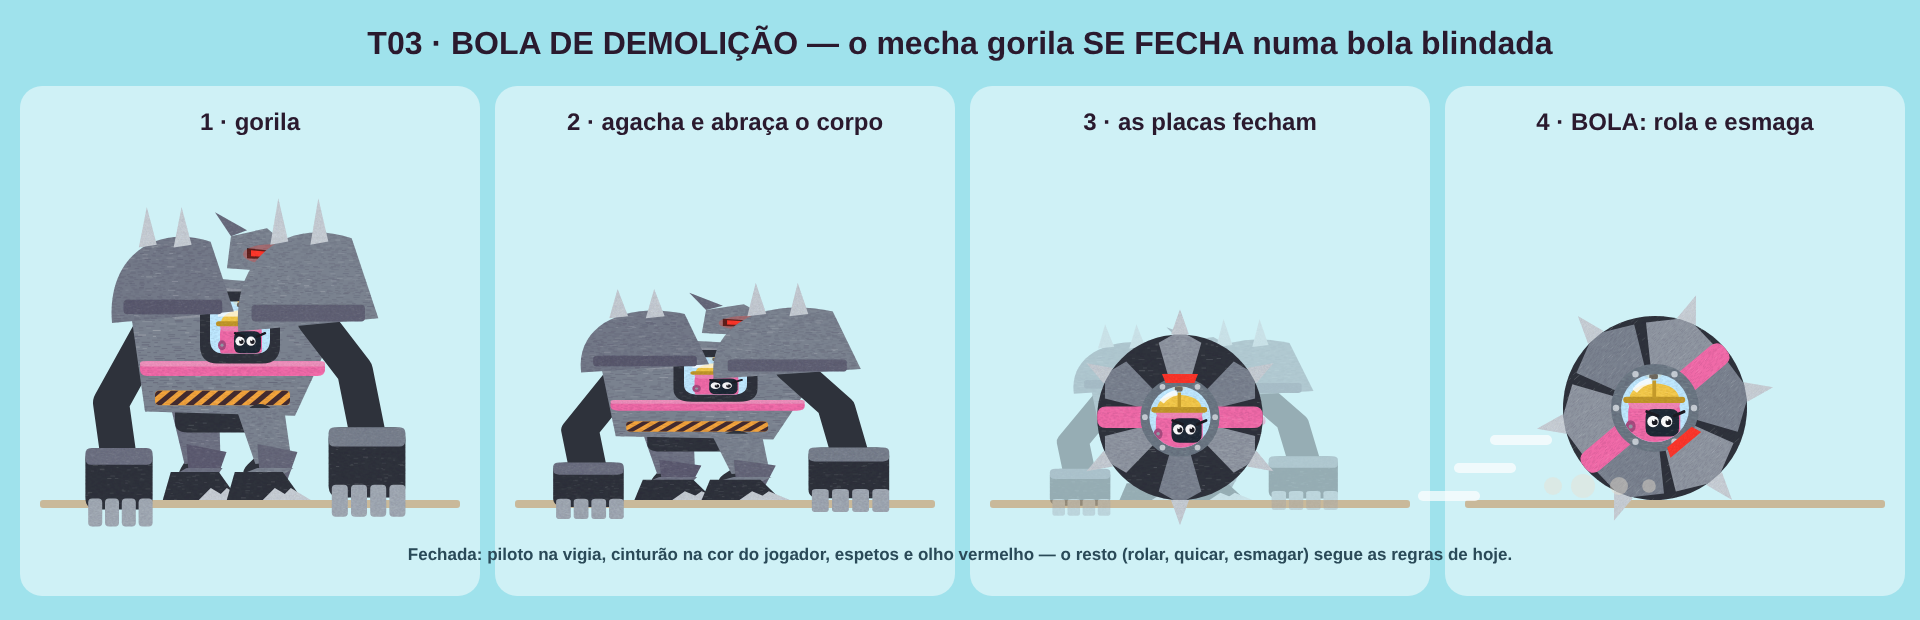 T03 · BOLA DE DEMOLIÇÃO — o mecha gorila SE FECHA numa bola blindada
1 · gorila
2 · agacha e abraça o corpo
3 · as placas fecham
4 · BOLA: rola e esmaga
Fechada: piloto na vigia, cinturão na cor do jogador, espetos e olho vermelho — o resto (rolar, quicar, esmagar) segue as regras de hoje.